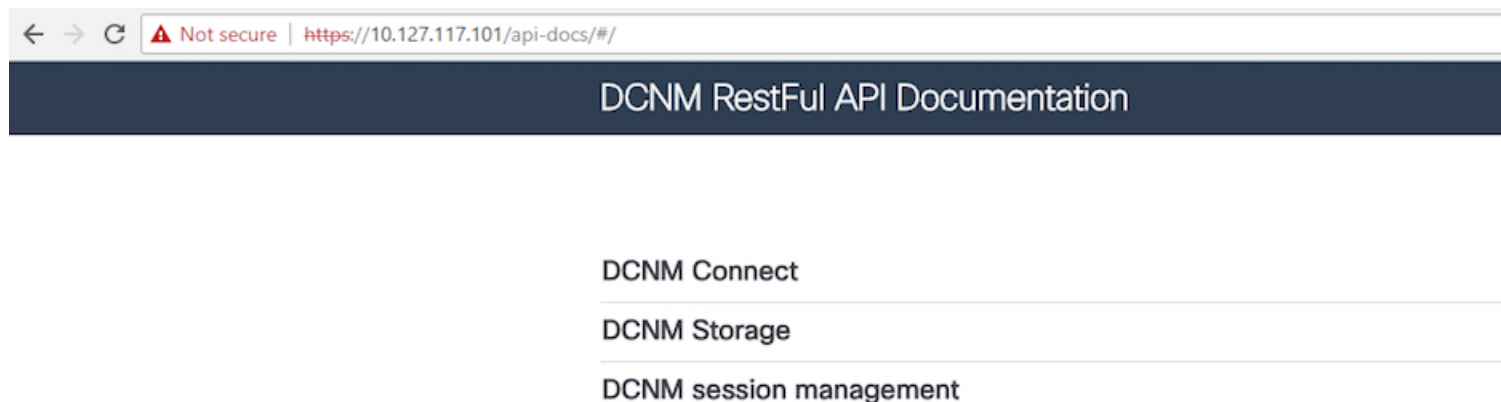 Not secure | https://10.127.117.101/api-docs/#/
DCNM RestFul API Documentation
DCNM Connect
DCNM Storage
DCNM session management